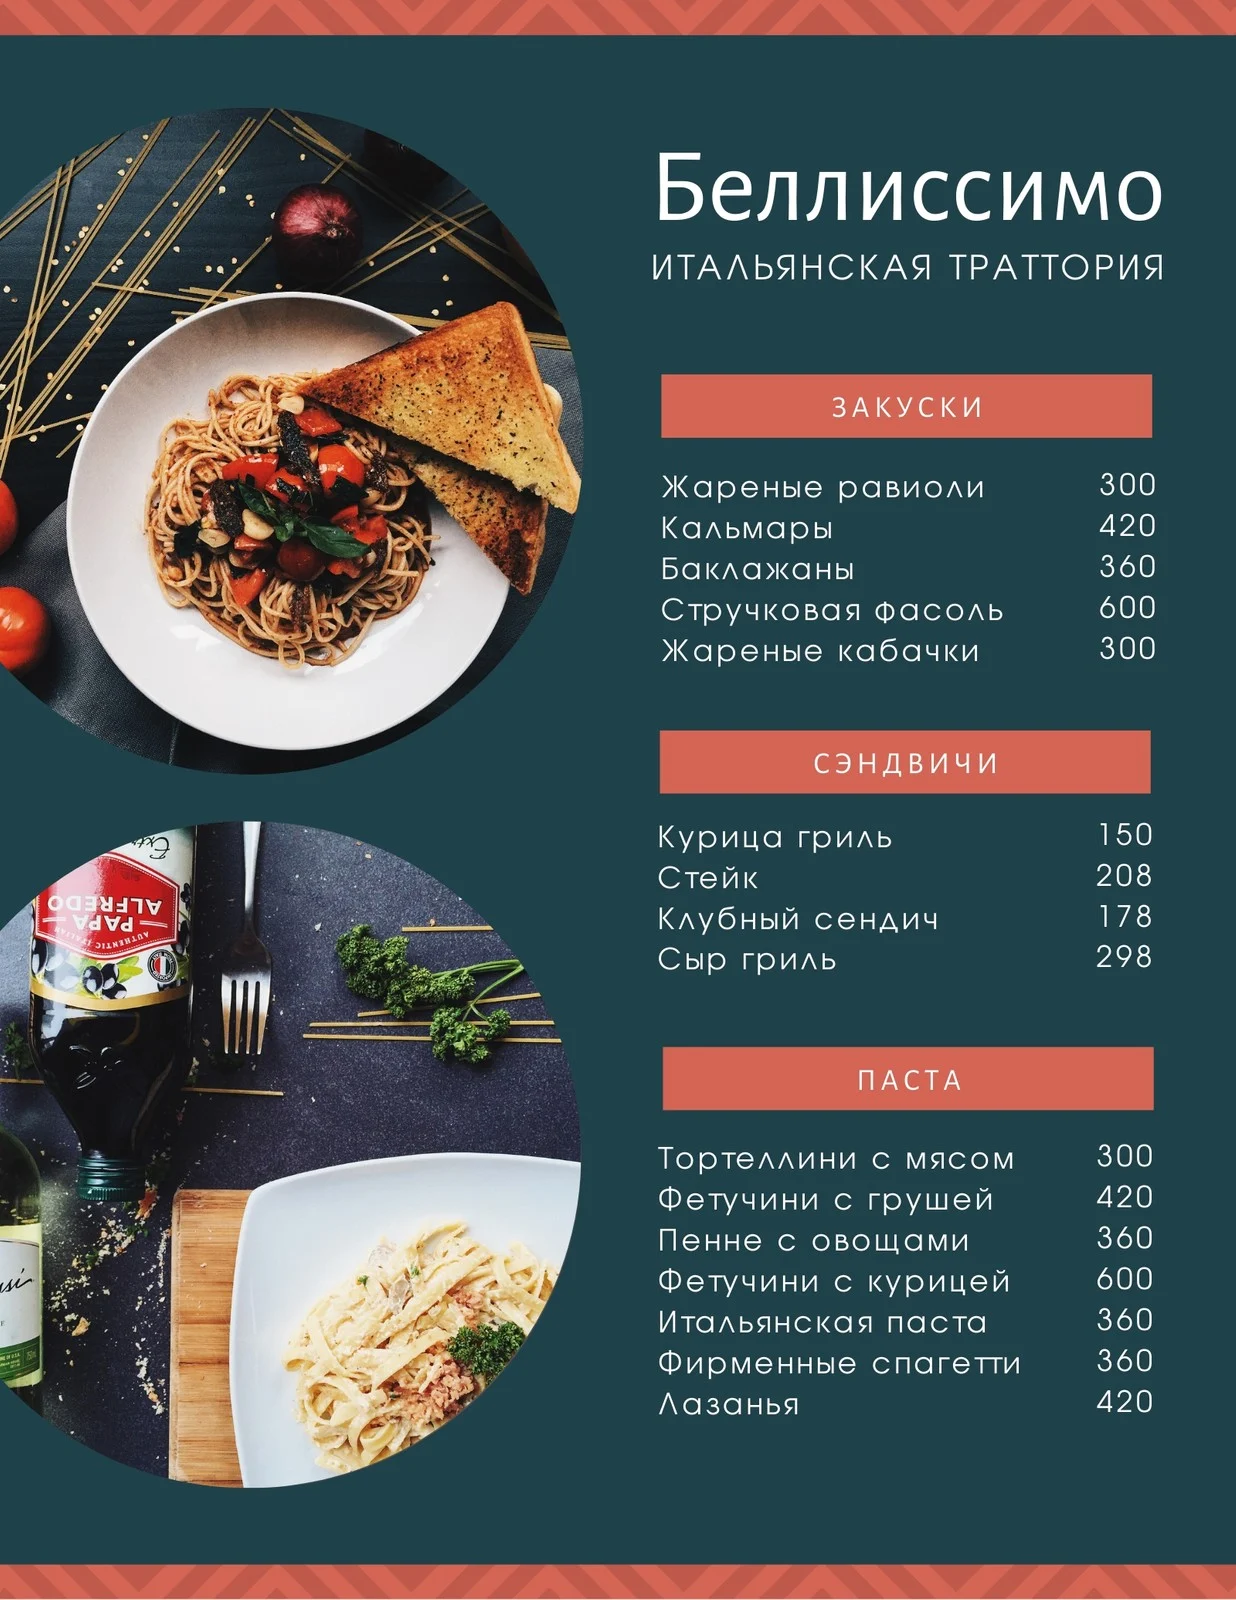 Беллиссимо
ИТАЛЬЯНСКАЯ ТРАТТОРИЯ
ЗАКУСКИ
Жареные равиоли 300
Кальмары 420
Баклажаны 360
Стручковая фасоль 600
Жареные кабачки 300
СЭНДВИЧИ
Курица гриль 150
Стейк 208
Клубный сендич 178
Сыр гриль 298
ПАСТА
Тортеллини с мясом 300
Фетучини с грушей 420
Пенне с овощами 360
Фетучини с курицей 600
Итальянская паста 360
Фирменные спагетти 360
Лазанья 420
AUTHENTIC ITALIAN
PAPA
ALFREDO